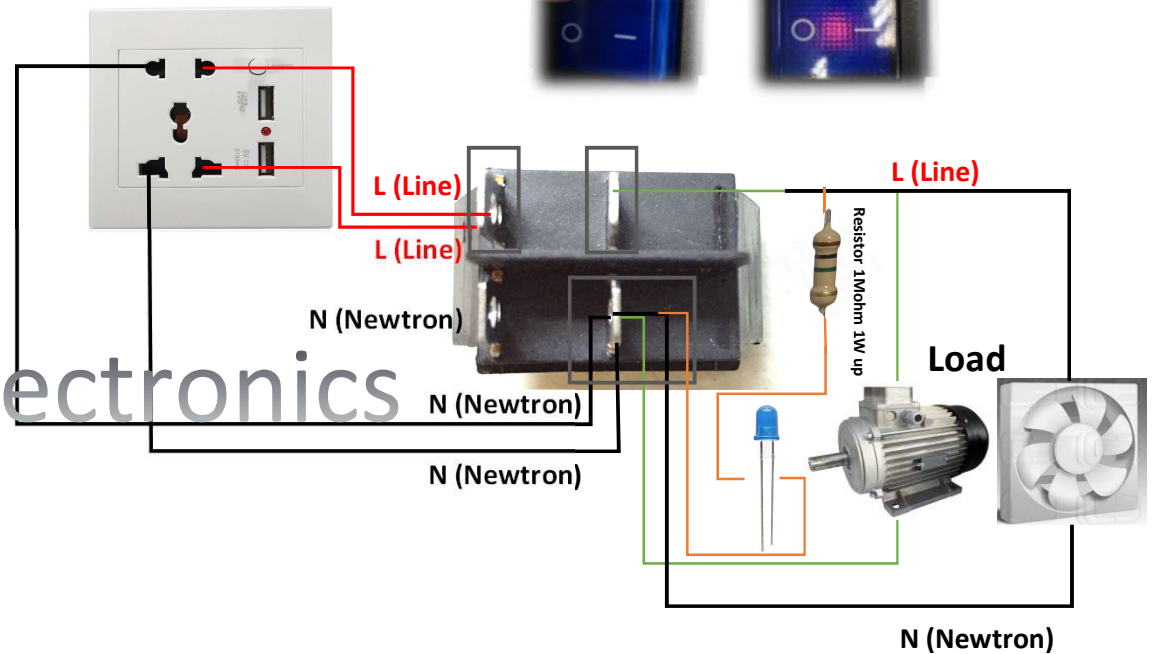 L (Line)
L (Line)
L (Line)
N (Newtron)
ectronics
N (Newtron)
N (Newtron)
Resistor 1Mohm 1W up
Load
N (Newtron)